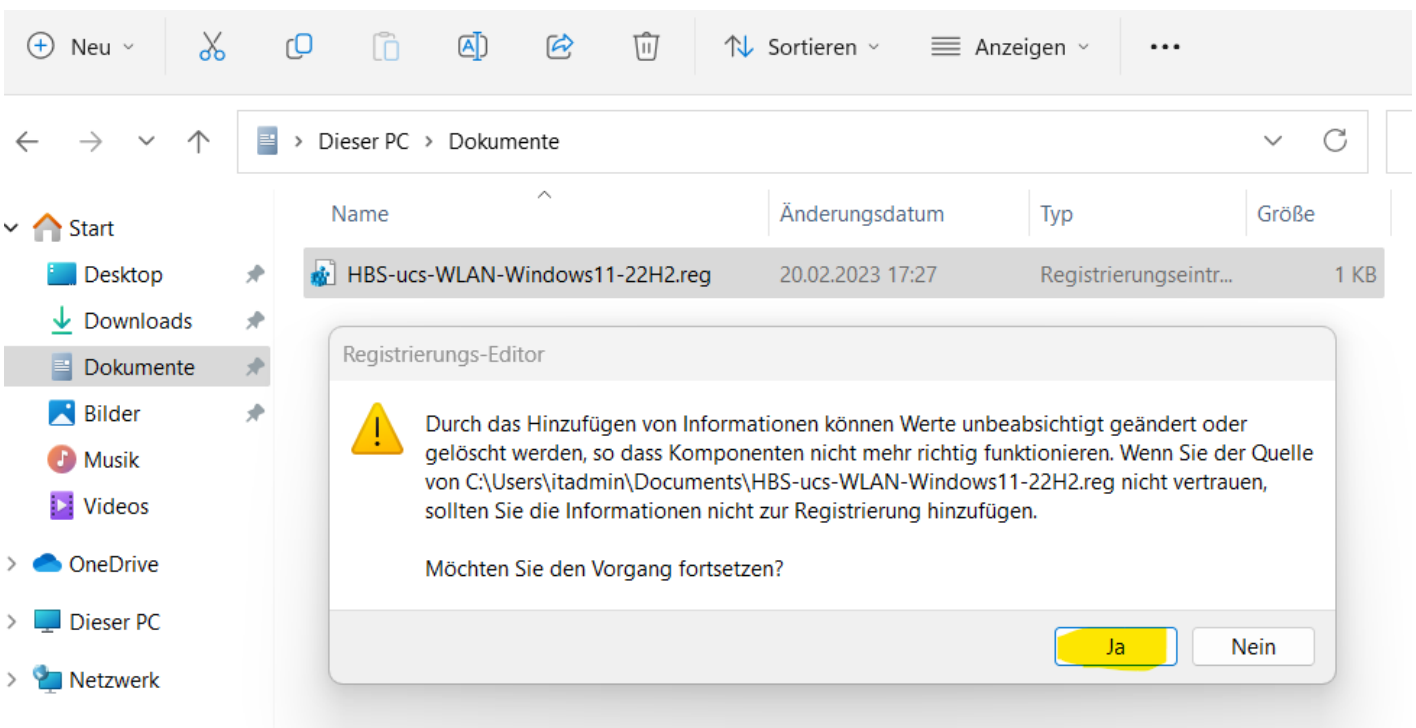 Neu
Sortieren
Anzeigen
Dieser PC > Dokumente
Name
Änderungsdatum
Typ
Größe
Start
Desktop
Downloads
Dokumente
Bilder
Musik
Videos
OneDrive
Dieser PC
Netzwerk
HBS-ucs-WLAN-Windows11-22H2.reg
20.02.2023 17:27
Registrierungseintr...
1 KB
Registrierungs-Editor
Durch das Hinzufügen von Informationen können Werte unbeabsichtigt geändert oder
gelöscht werden, so dass Komponenten nicht mehr richtig funktionieren. Wenn Sie der Quelle
von C:\Users\itadmin\Documents\HBS-ucs-WLAN-Windows11-22H2.reg nicht vertrauen,
sollten Sie die Informationen nicht zur Registrierung hinzufügen.
Möchten Sie den Vorgang fortsetzen?
Ja
Nein